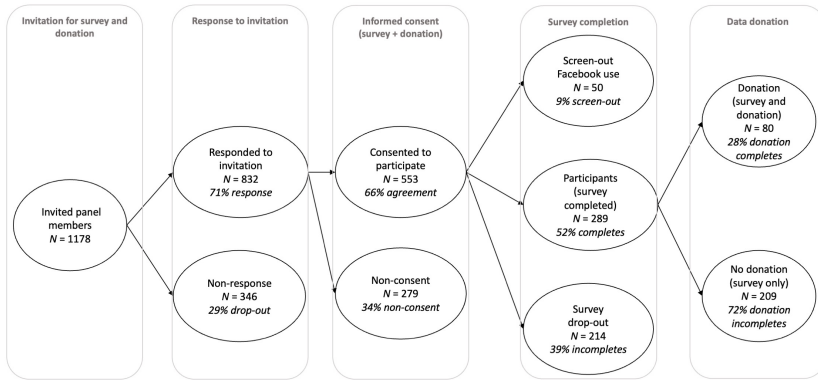 Invitation for survey and
donation
Response to invitation
Informed consent
(survey + donation)
Survey completion
Data donation
Invited panel
members
N = 1178
Responded to
invitation
N = 832
71% response
Non-response
N = 346
29% drop-out
Consented to
participate
N = 553
66% agreement
Non-consent
N = 279
34% non-consent
Screen-out
Facebook use
N = 50
9% screen-out
Participants
(survey
completed)
N = 289
52% completes
Survey
drop-out
N = 214
39% incompletes
Donation
(survey and
donation)
N = 80
28% donation
completes
No donation
(survey only)
N = 209
72% donation
incompletes